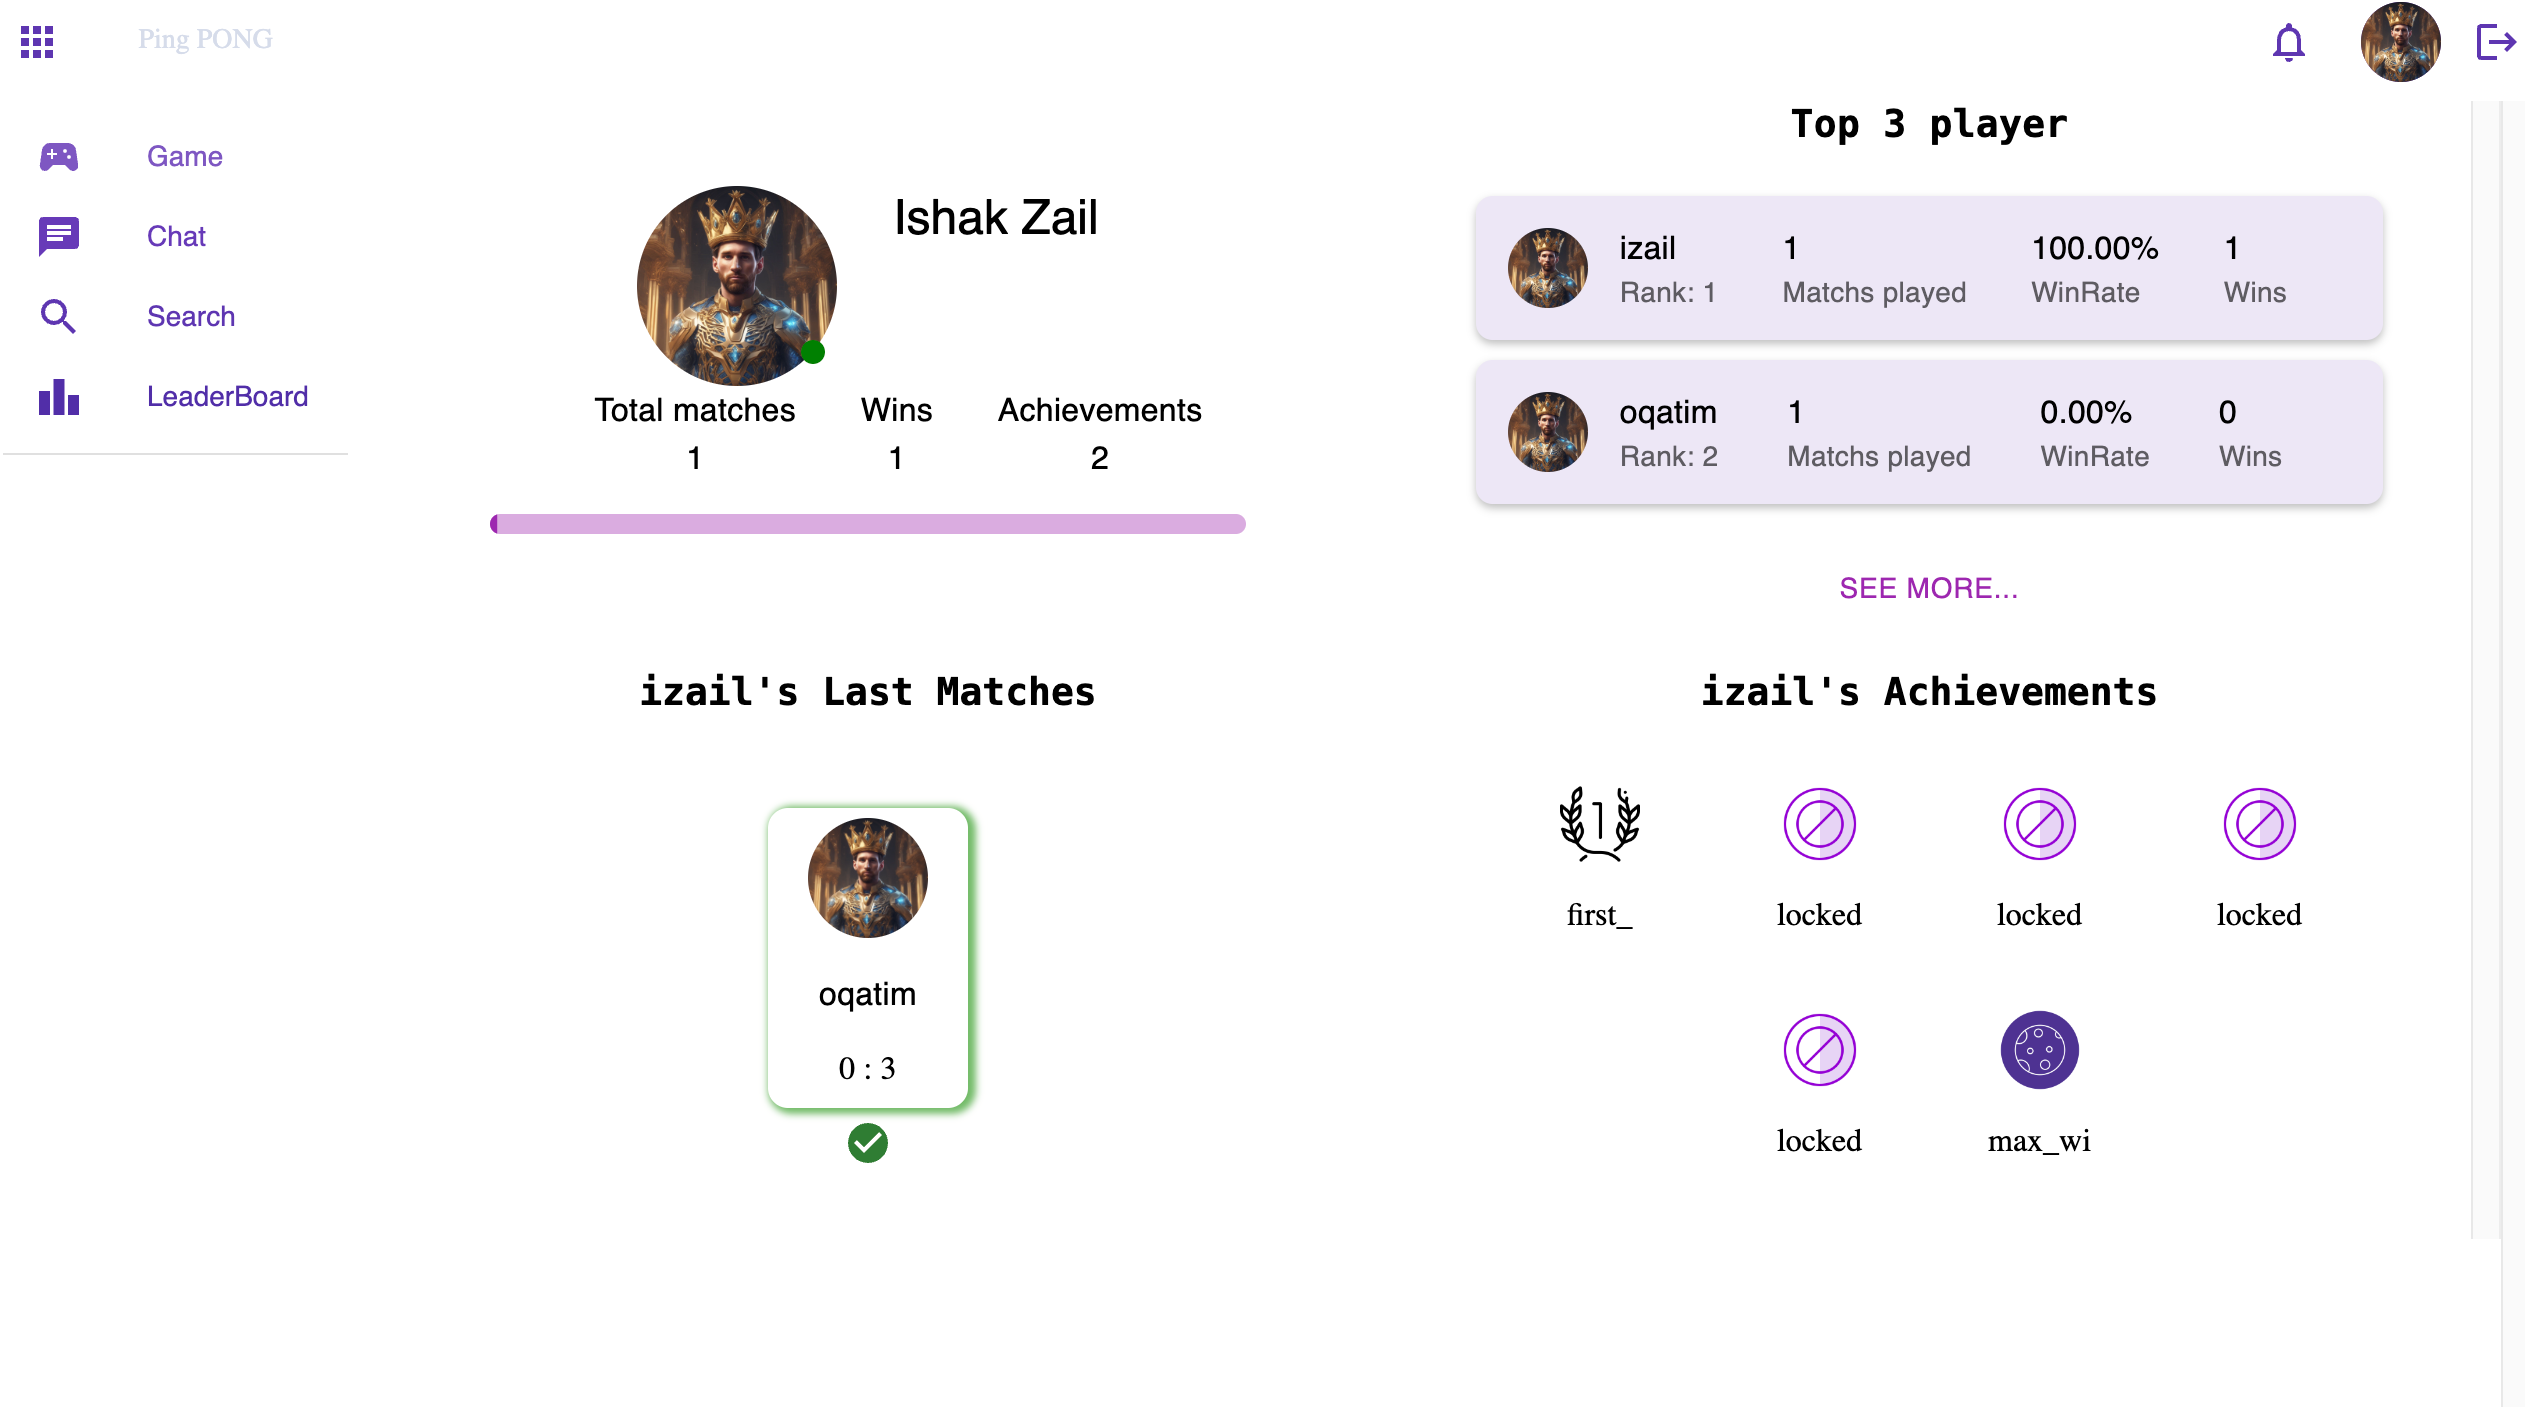 Ping PONG
Game
Chat
Search
LeaderBoard
Ishak Zail
Total matches Wins Achievements
1 1 2
Top 3 player
izail 1 100.00% 1
Rank: 1 Matchs played WinRate Wins
oqatim 1 0.00% 0
Rank: 2 Matchs played WinRate Wins
SEE MORE...
izail's Last Matches
oqatim
0 : 3
izail's Achievements
1
first_ locked locked locked
locked max_wi